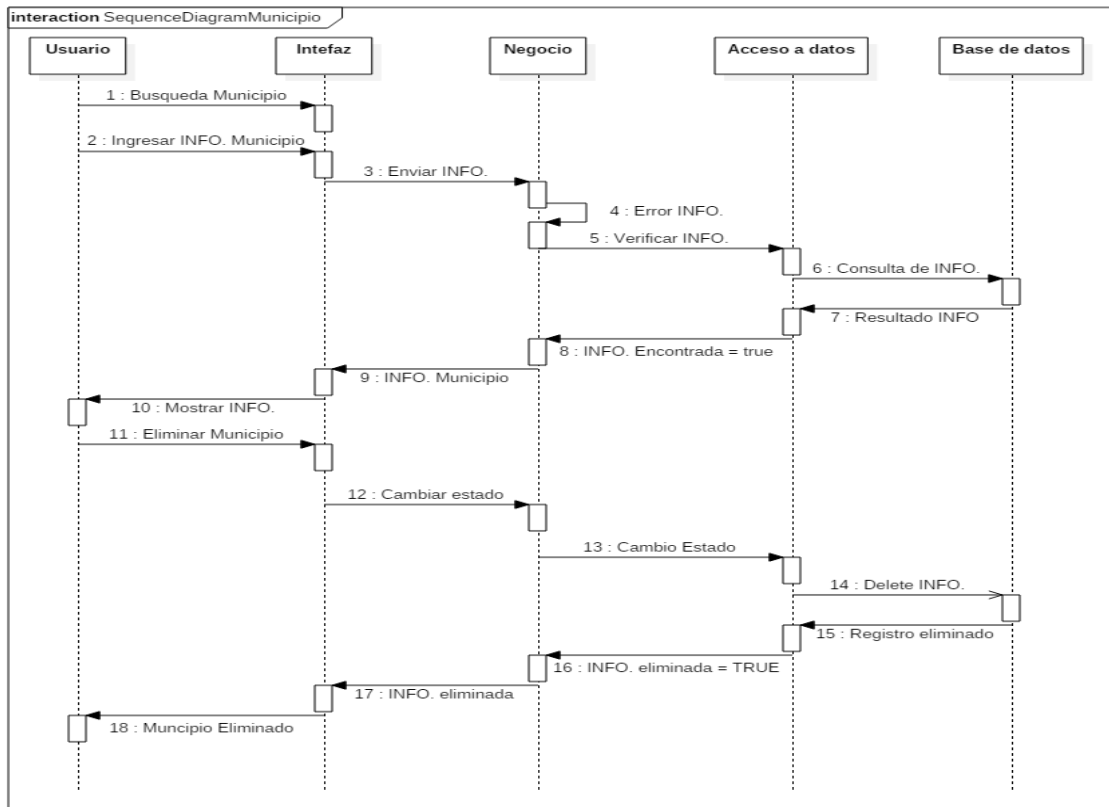 interaction SequenceDiagramMunicipio
Usuario
Intefaz
Negocio
Acceso a datos
Base de datos
1 : Busqueda Municipio
2 : Ingresar INFO. Municipio
3 : Enviar INFO.
4 : Error INFO.
5 : Verificar INFO.
6 : Consulta de INFO.
7 : Resultado INFO
8 : INFO. Encontrada = true
9 : INFO. Municipio
10 : Mostrar INFO.
11 : Eliminar Municipio
12 : Cambiar estado
13 : Cambio Estado
14 : Delete INFO.
15 : Registro eliminado
16 : INFO. eliminada = TRUE
17 : INFO. eliminada
18 : Muncipio Eliminado